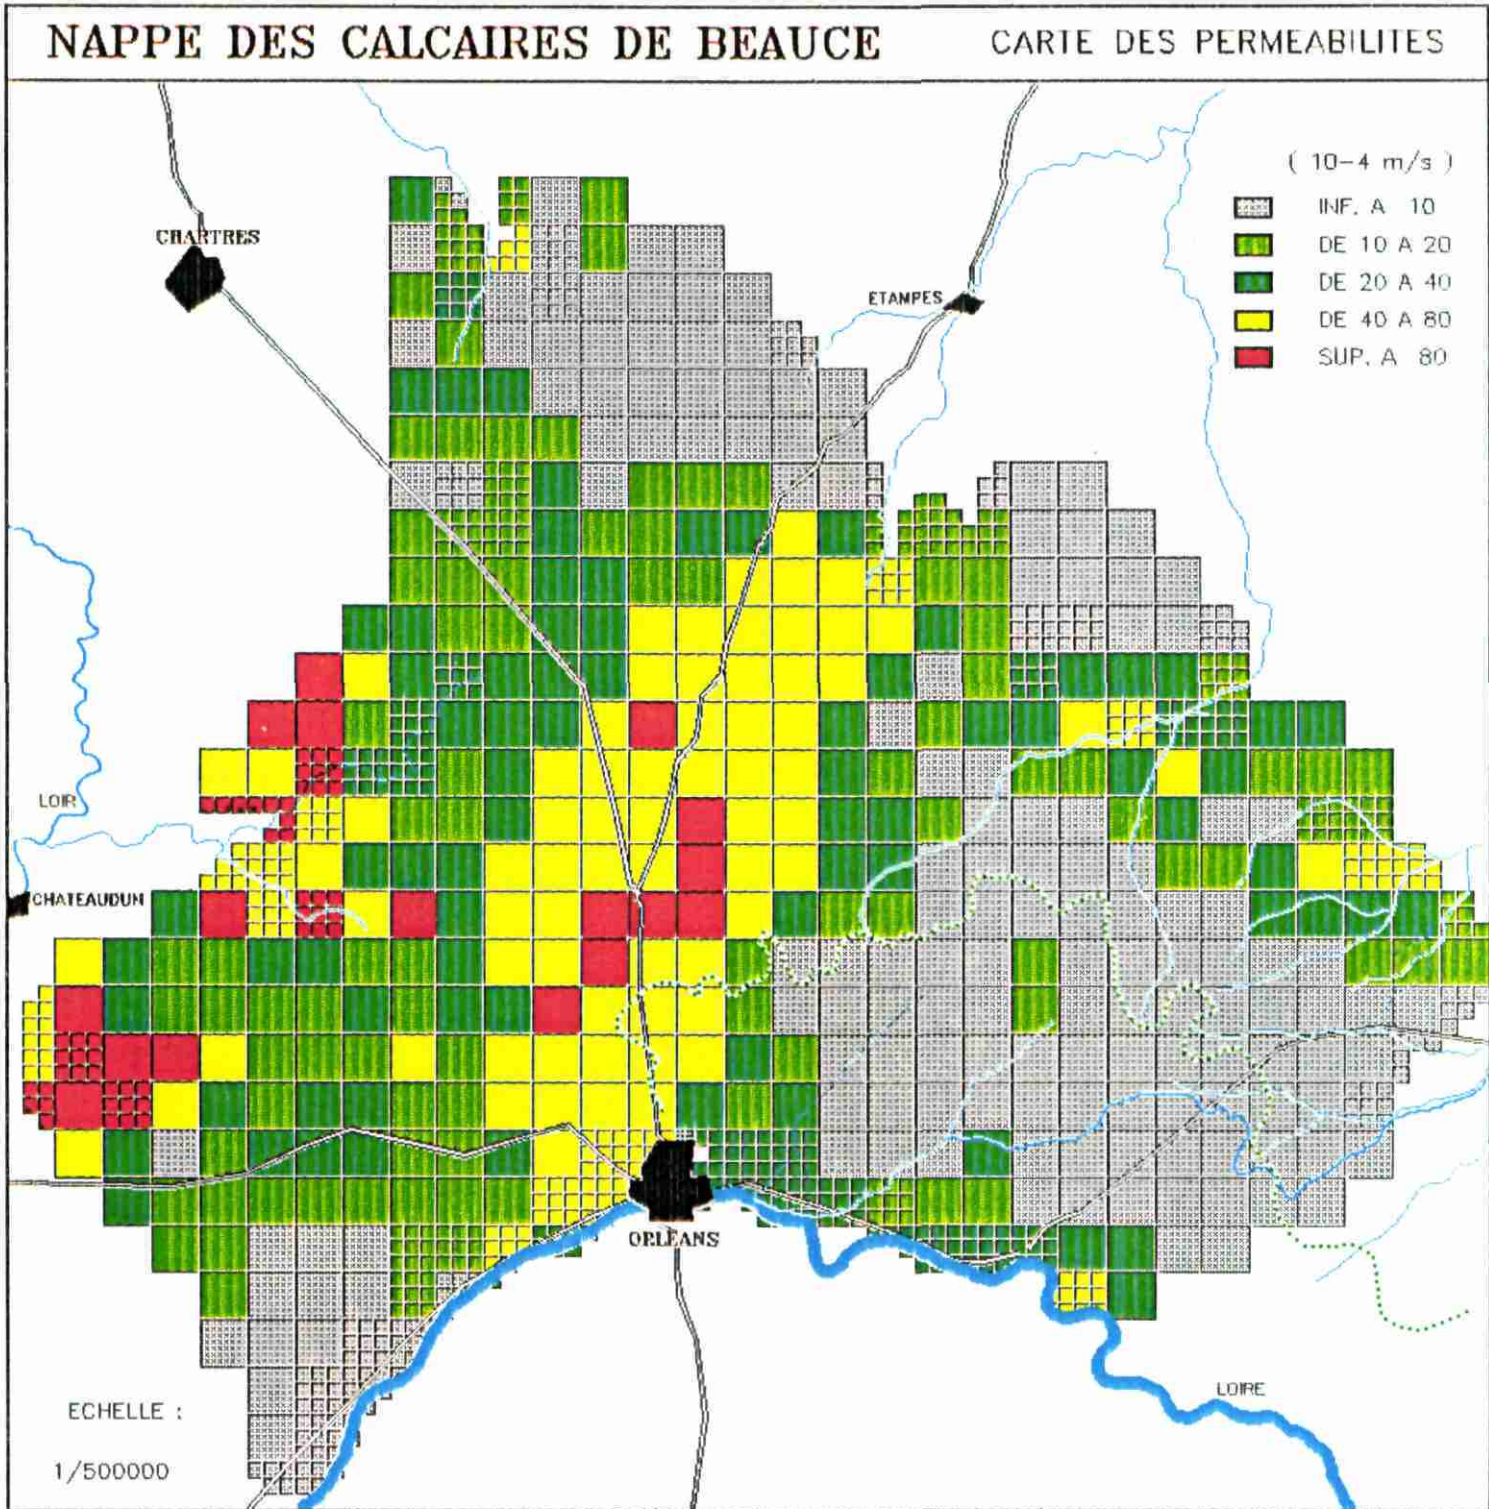 NAPPE DES CALCAIRES DE BEAUCE CARTE DES PERMEABILITES
( 10-4 m/s )
INF. A 10
DE 10 A 20
DE 20 A 40
DE 40 A 80
SUP. A 80
CHARTRES
ETAMPES
LOIR
CHATEAUDUN
ORLEANS
LOIRE
ECHELLE :
1/500000